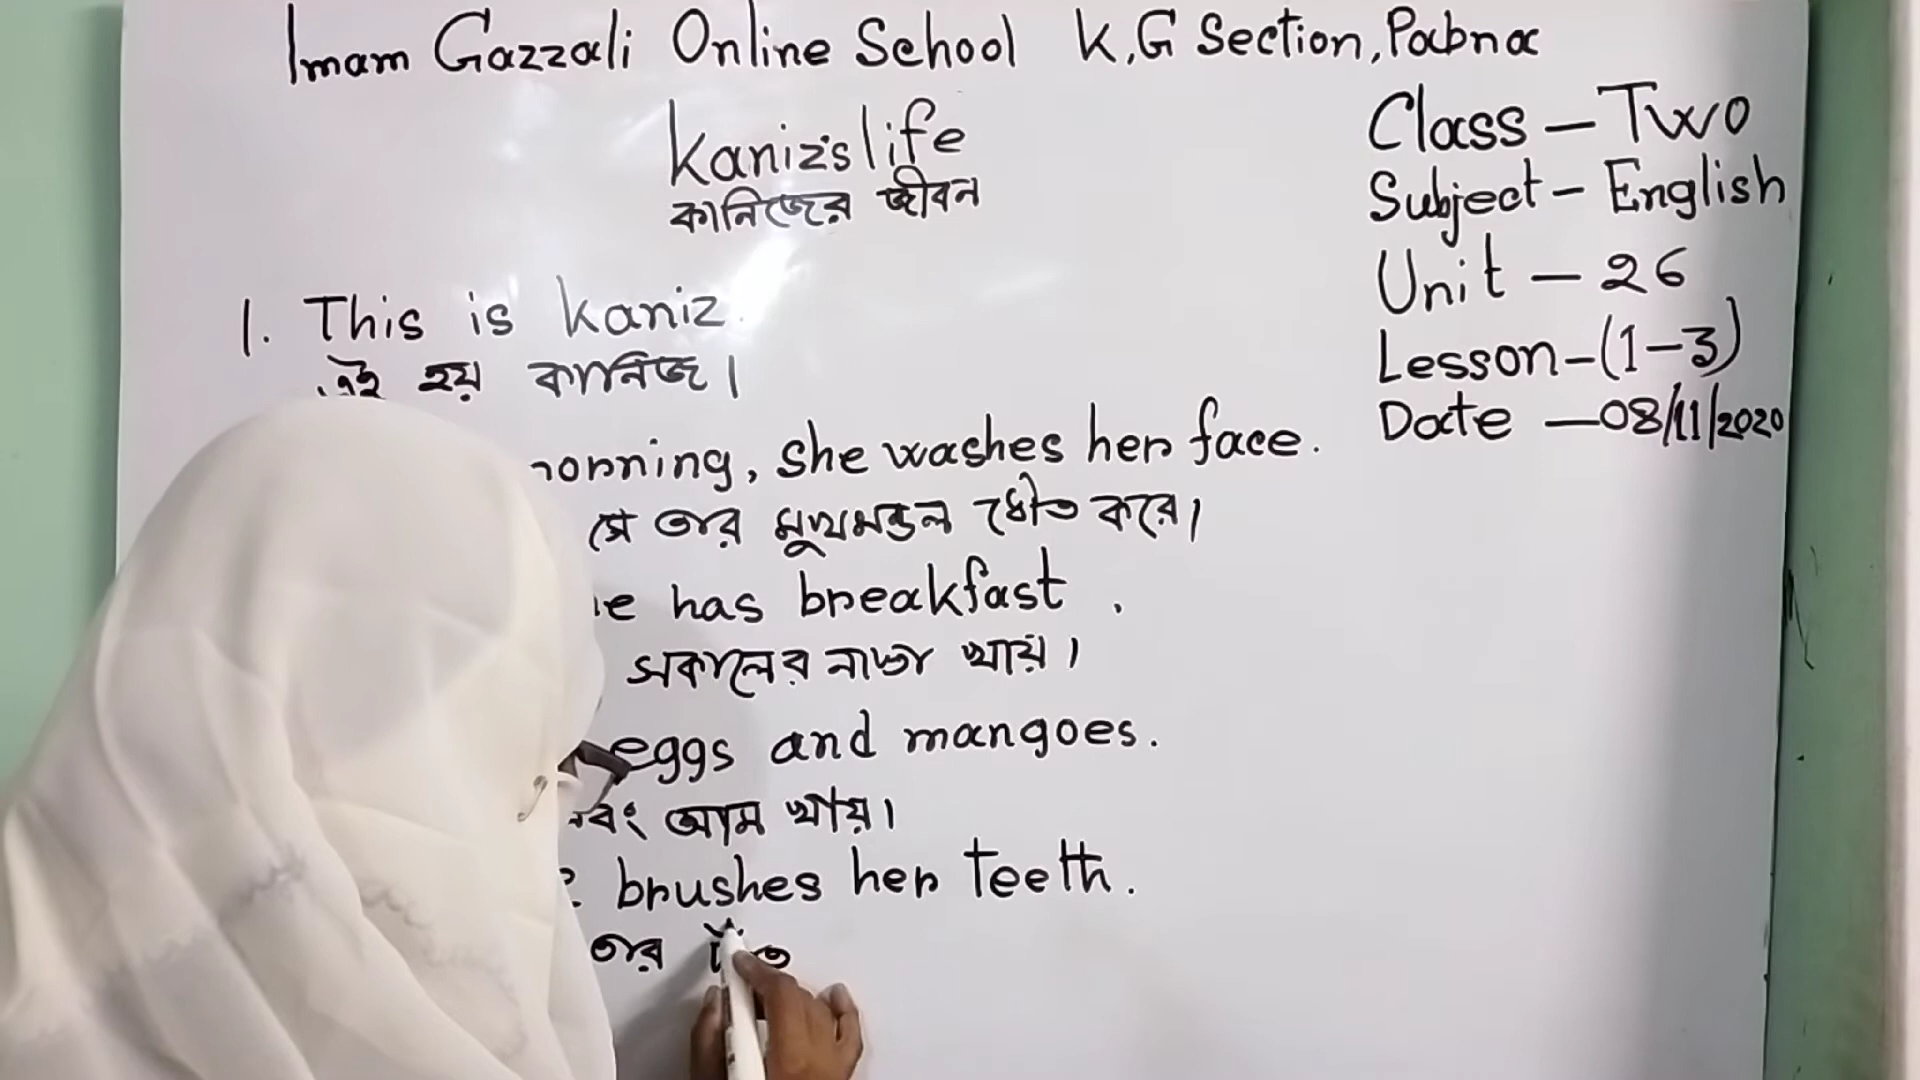 Imam Gazzali Online School K,G Section, Pabna
Kaniz's life
কানিজের জীবন
Class — Two
Subject - English
Unit — 26
Lesson - (1-3)
Date — 08/11/2020
1. This is Kaniz.
এই হয় কানিজ।
morning, she washes her face.
সে তার মুখমন্ডল ধৌত করে।
has breakfast.
সকালের নাস্তা খায়।
eggs and mangoes.
এবং আম খায়।
brushes her teeth.
তার